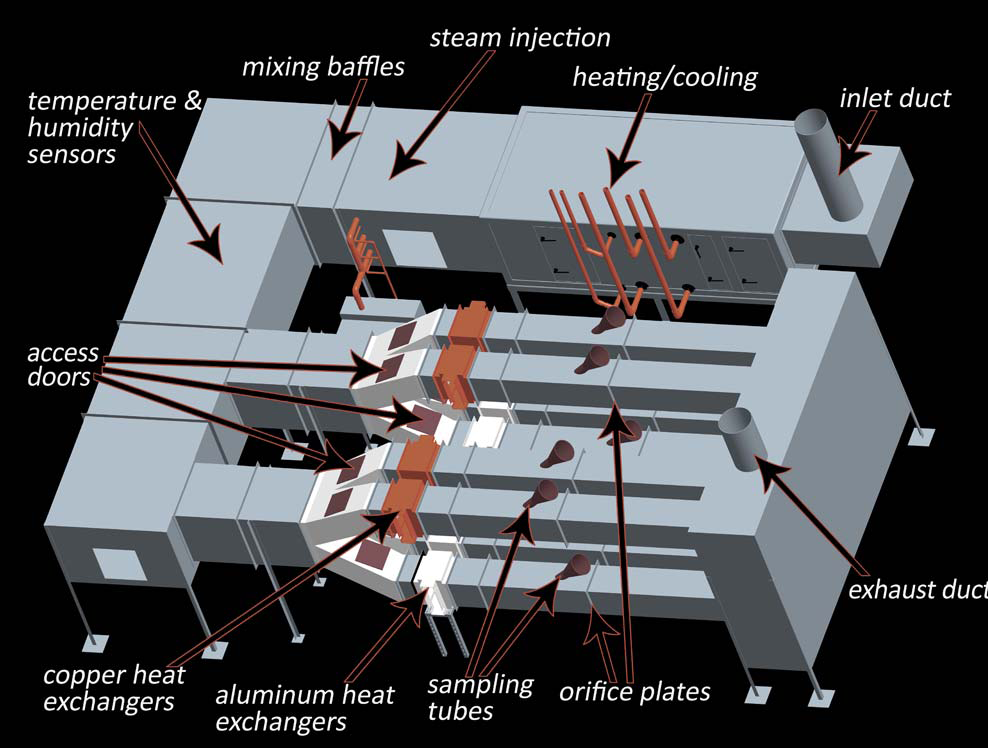 steam injection
mixing baffles
heating/cooling
temperature &
humidity
sensors
inlet duct
access
doors
exhaust duct
copper heat
exchangers
aluminum heat
exchangers
sampling
tubes
orifice plates